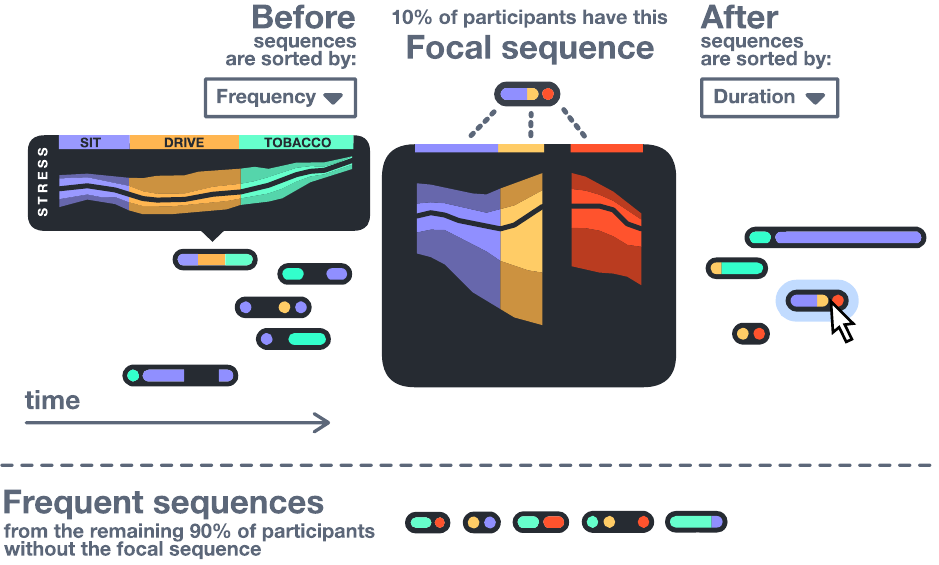 Before
sequences
are sorted by:
Frequency
10% of participants have this
Focal sequence
After
sequences
are sorted by:
Duration
STRESS
SIT DRIVE TOBACCO
time
Frequent sequences
from the remaining 90% of participants
without the focal sequence